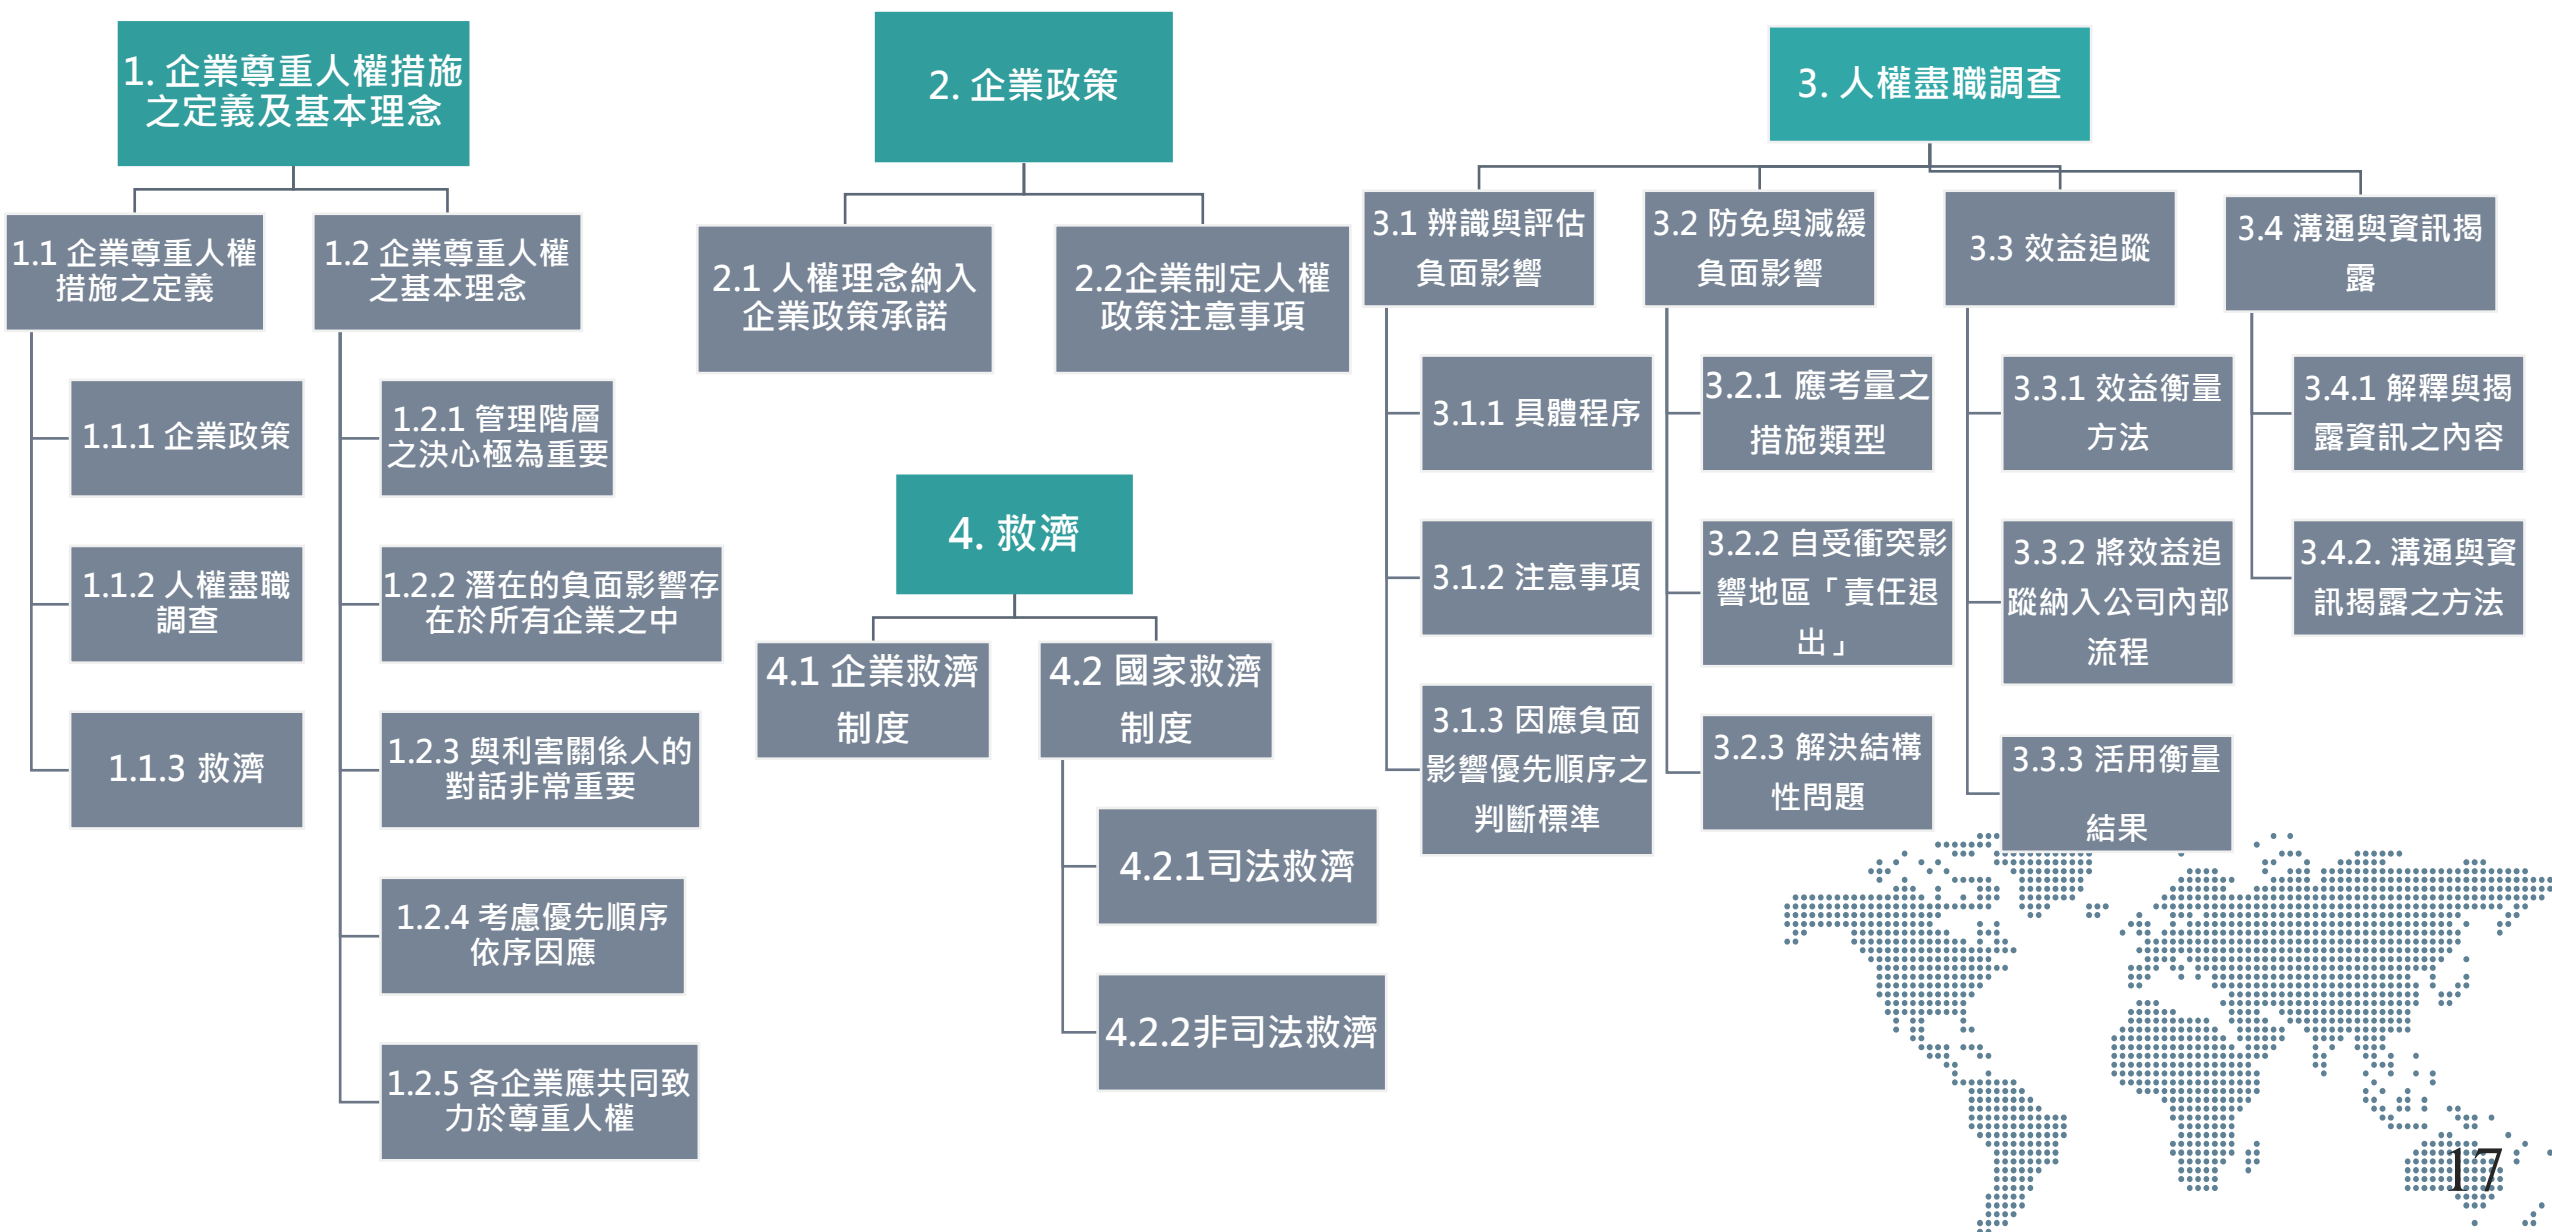 1. 企業尊重人權措施
之定義及基本理念
1.1 企業尊重人權
措施之定義
1.1.1 企業政策
1.1.2 人權盡職
調查
1.1.3 救濟
1.2 企業尊重人權
之基本理念
1.2.1 管理階層
之決心極為重要
1.2.2 潛在的負面影響存
在於所有企業之中
1.2.3 與利害關係人的
對話非常重要
1.2.4 考慮優先順序
依序因應
1.2.5 各企業應共同致
力於尊重人權
2. 企業政策
2.1 人權理念納入
企業政策承諾
2.2企業制定人權
政策注意事項
3. 人權盡職調查
3.1 辨識與評估
負面影響
3.1.1 具體程序
3.1.2 注意事項
3.1.3 因應負面
影響優先順序之
判斷標準
3.2 防免與減緩
負面影響
3.2.1 應考量之
措施類型
3.2.2 自受衝突影
響地區「責任退
出」
3.2.3 解決結構
性問題
3.3 效益追蹤
3.3.1 效益衡量
方法
3.3.2 將效益追
蹤納入公司內部
流程
3.3.3 活用衡量
結果
3.4 溝通與資訊揭
露
3.4.1 解釋與揭
露資訊之內容
3.4.2. 溝通與資
訊揭露之方法
4. 救濟
4.1 企業救濟
制度
4.2 國家救濟
制度
4.2.1司法救濟
4.2.2非司法救濟
17